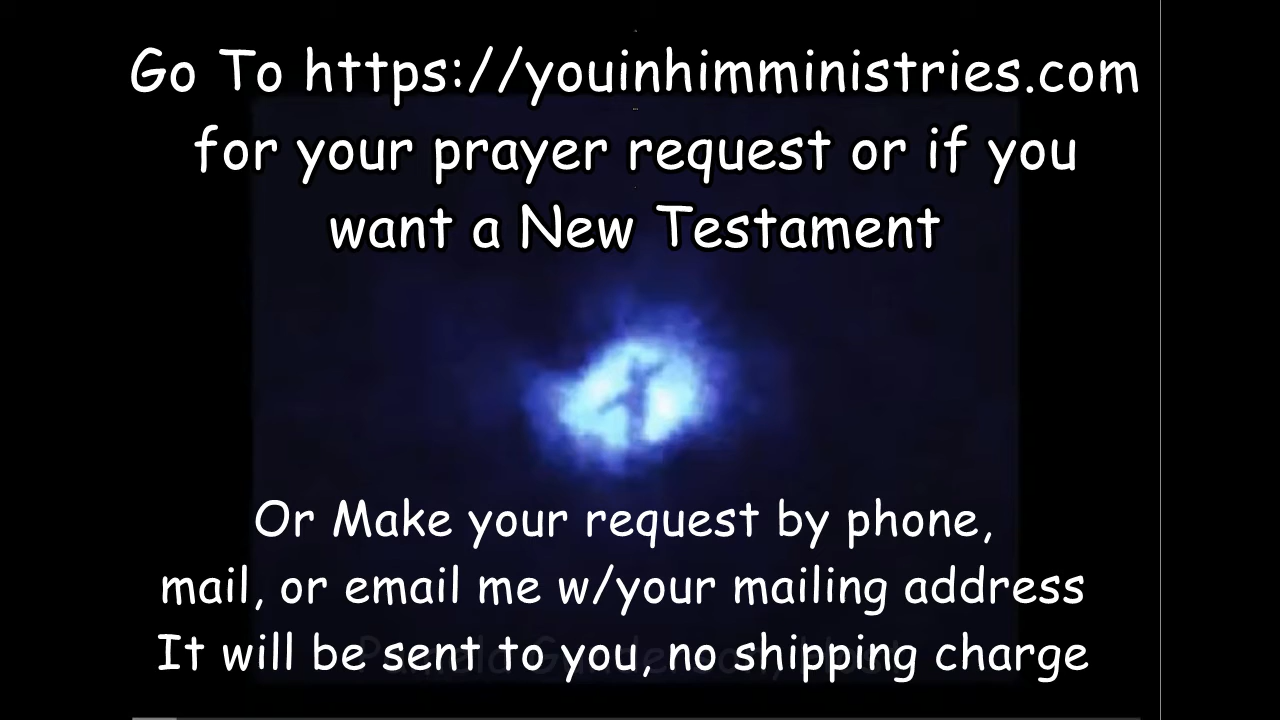 Go To https://youinhimministries.com
for your prayer request or if you
want a New Testament
Or Make your request by phone,
mail, or email me w/your mailing address
It will be sent to you, no shipping charge